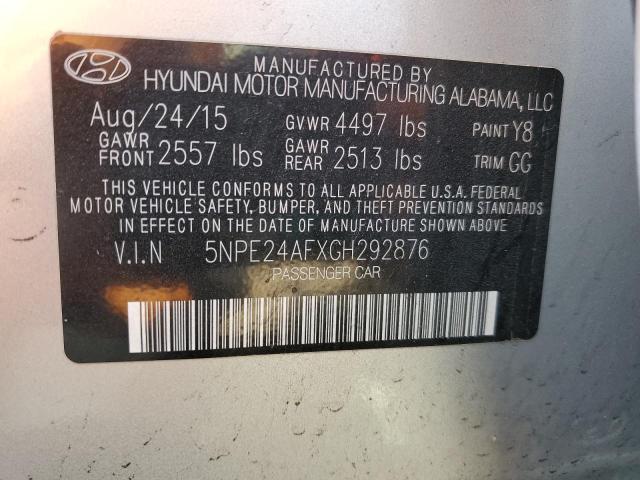 MANUFACTURED BY
HYUNDAI MOTOR MANUFACTURING ALABAMA, LLC
Aug/24/15 GVWR 4497 lbs PAINT Y8
GAWR FRONT 2557 lbs GAWR REAR 2513 lbs TRIM GG
THIS VEHICLE CONFORMS TO ALL APPLICABLE U.S.A. FEDERAL
MOTOR VEHICLE SAFETY, BUMPER, AND THEFT PREVENTION STANDARDS
IN EFFECT ON THE DATE OF MANUFACTURE SHOWN ABOVE.
V.I.N 5NPE24AFXGH292876
PASSENGER CAR